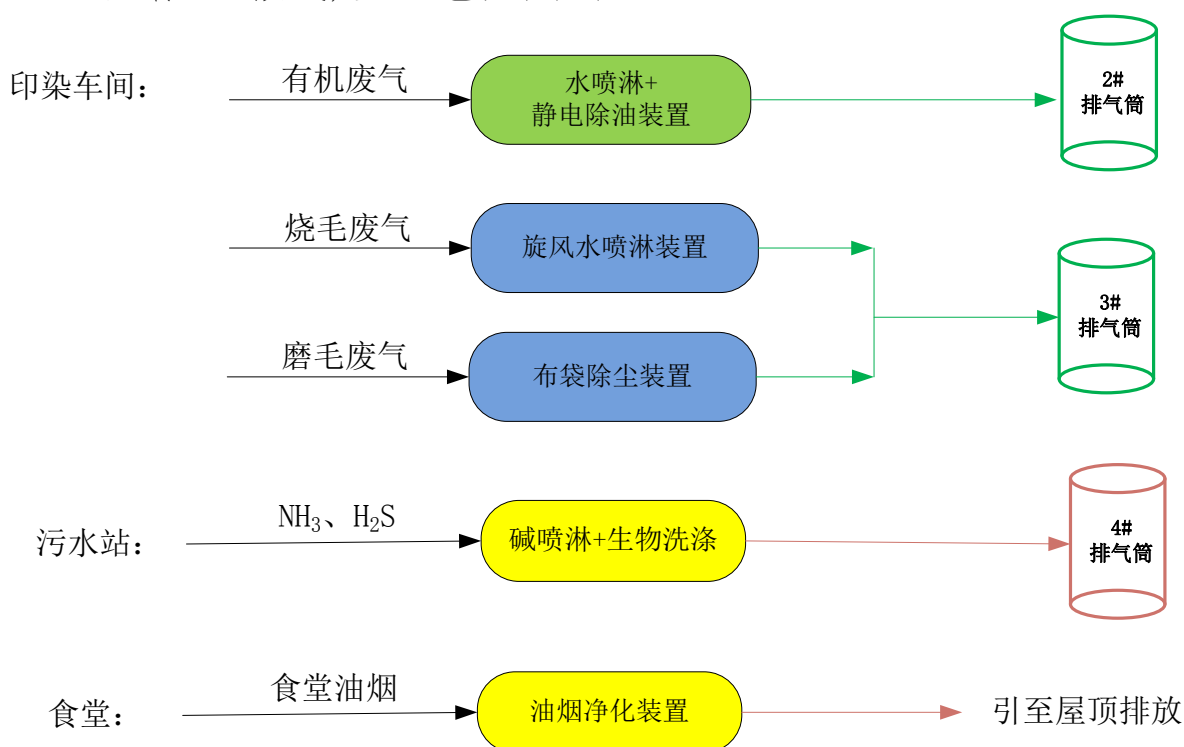 印染车间：
有机废气
水喷淋+
静电除油装置
2#
排气筒
烧毛废气
旋风水喷淋装置
磨毛废气
布袋除尘装置
3#
排气筒
污水站：
NH₃、H₂S
碱喷淋+生物洗涤
4#
排气筒
食堂：
食堂油烟
油烟净化装置
引至屋顶排放